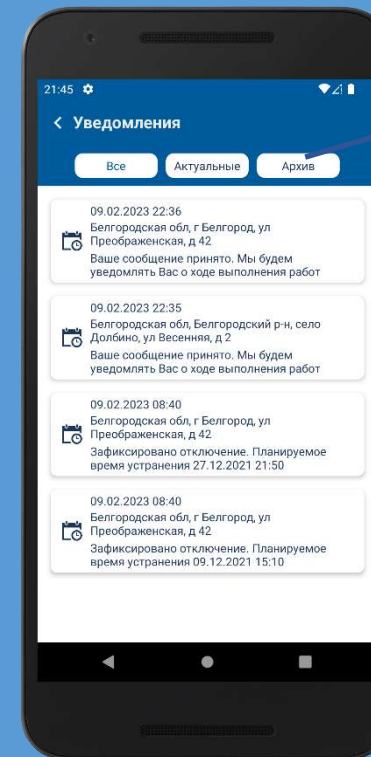 21:45
Уведомления
Все Актуальные Архив
09.02.2023 22:36
Белгородская обл, г Белгород, ул
Преображенская, д 42
Ваше сообщение принято. Мы будем
уведомлять Вас о ходе выполнения работ
09.02.2023 22:35
Белгородская обл, Белгородский р-н, село
Долбино, ул Весенняя, д 2
Ваше сообщение принято. Мы будем
уведомлять Вас о ходе выполнения работ
09.02.2023 08:40
Белгородская обл, г Белгород, ул
Преображенская, д 42
Зафиксировано отключение. Планируемое
время устранения 27.12.2021 21:50
09.02.2023 08:40
Белгородская обл, г Белгород, ул
Преображенская, д 42
Зафиксировано отключение. Планируемое
время устранения 09.12.2021 15:10